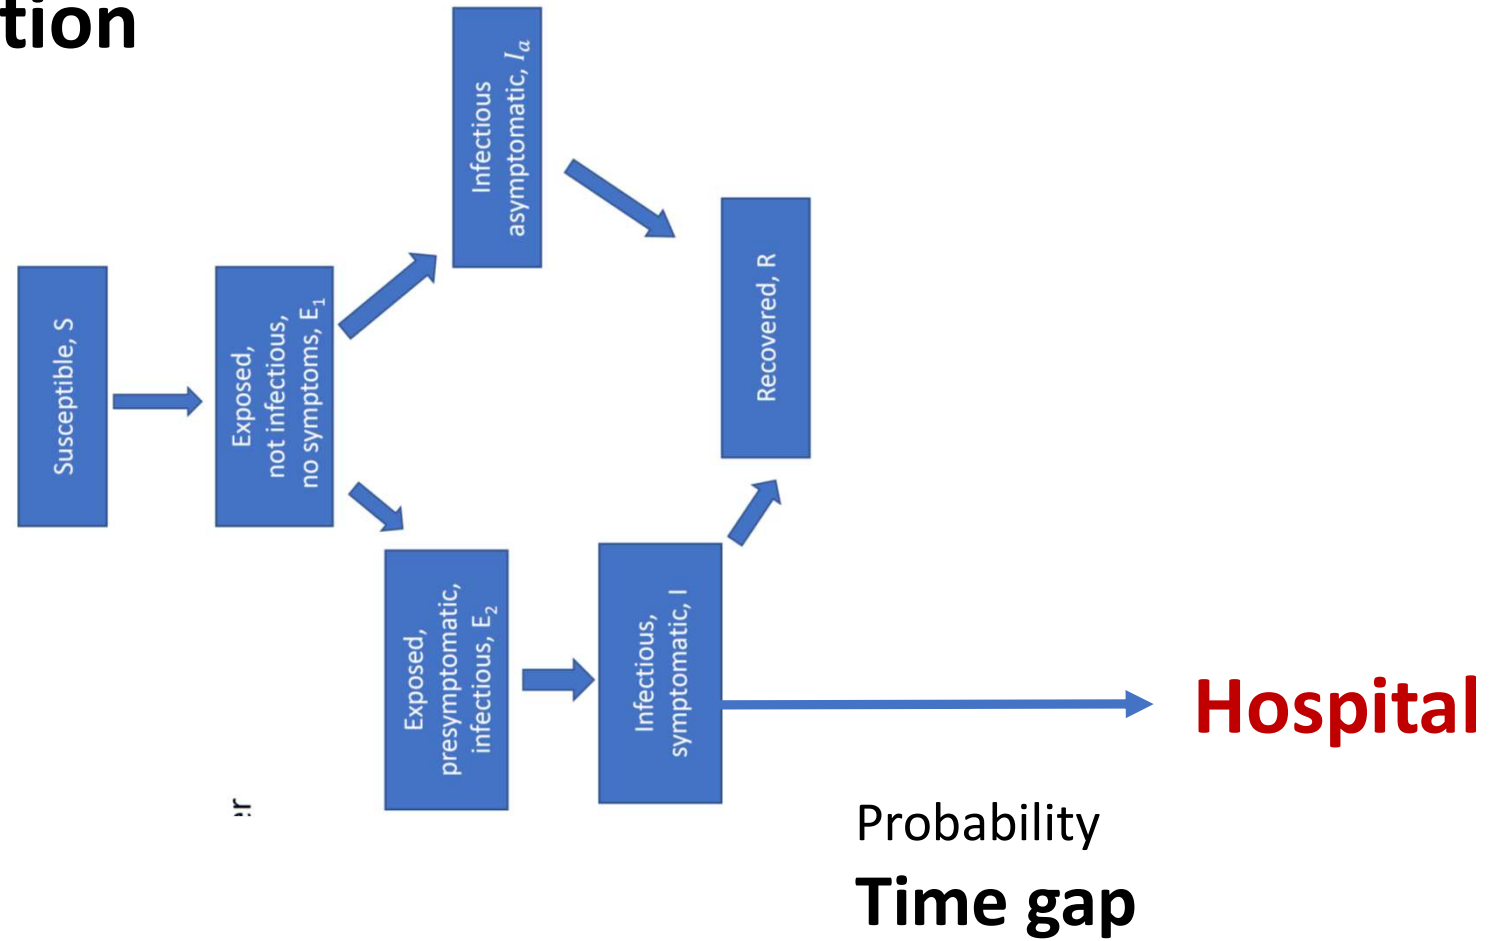 tion
Susceptible, S
Exposed,
not infectious,
no symptoms, E₁
Infectious
asymptomatic, Iₐ
Exposed,
presymptomatic,
infectious, E₂
Infectious,
symptomatic, I
Recovered, R
Hospital
Probability
Time gap